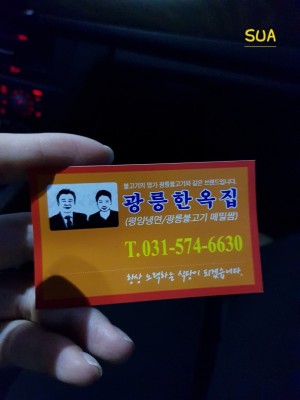 SUA
불고기의 명가 광릉불고기와 같은 브랜드입니다.
광릉한옥집
(평양냉면/광릉불고기 메밀쌈)
T.031-574-6630
항상 노력하는 식당이 되겠습니다.